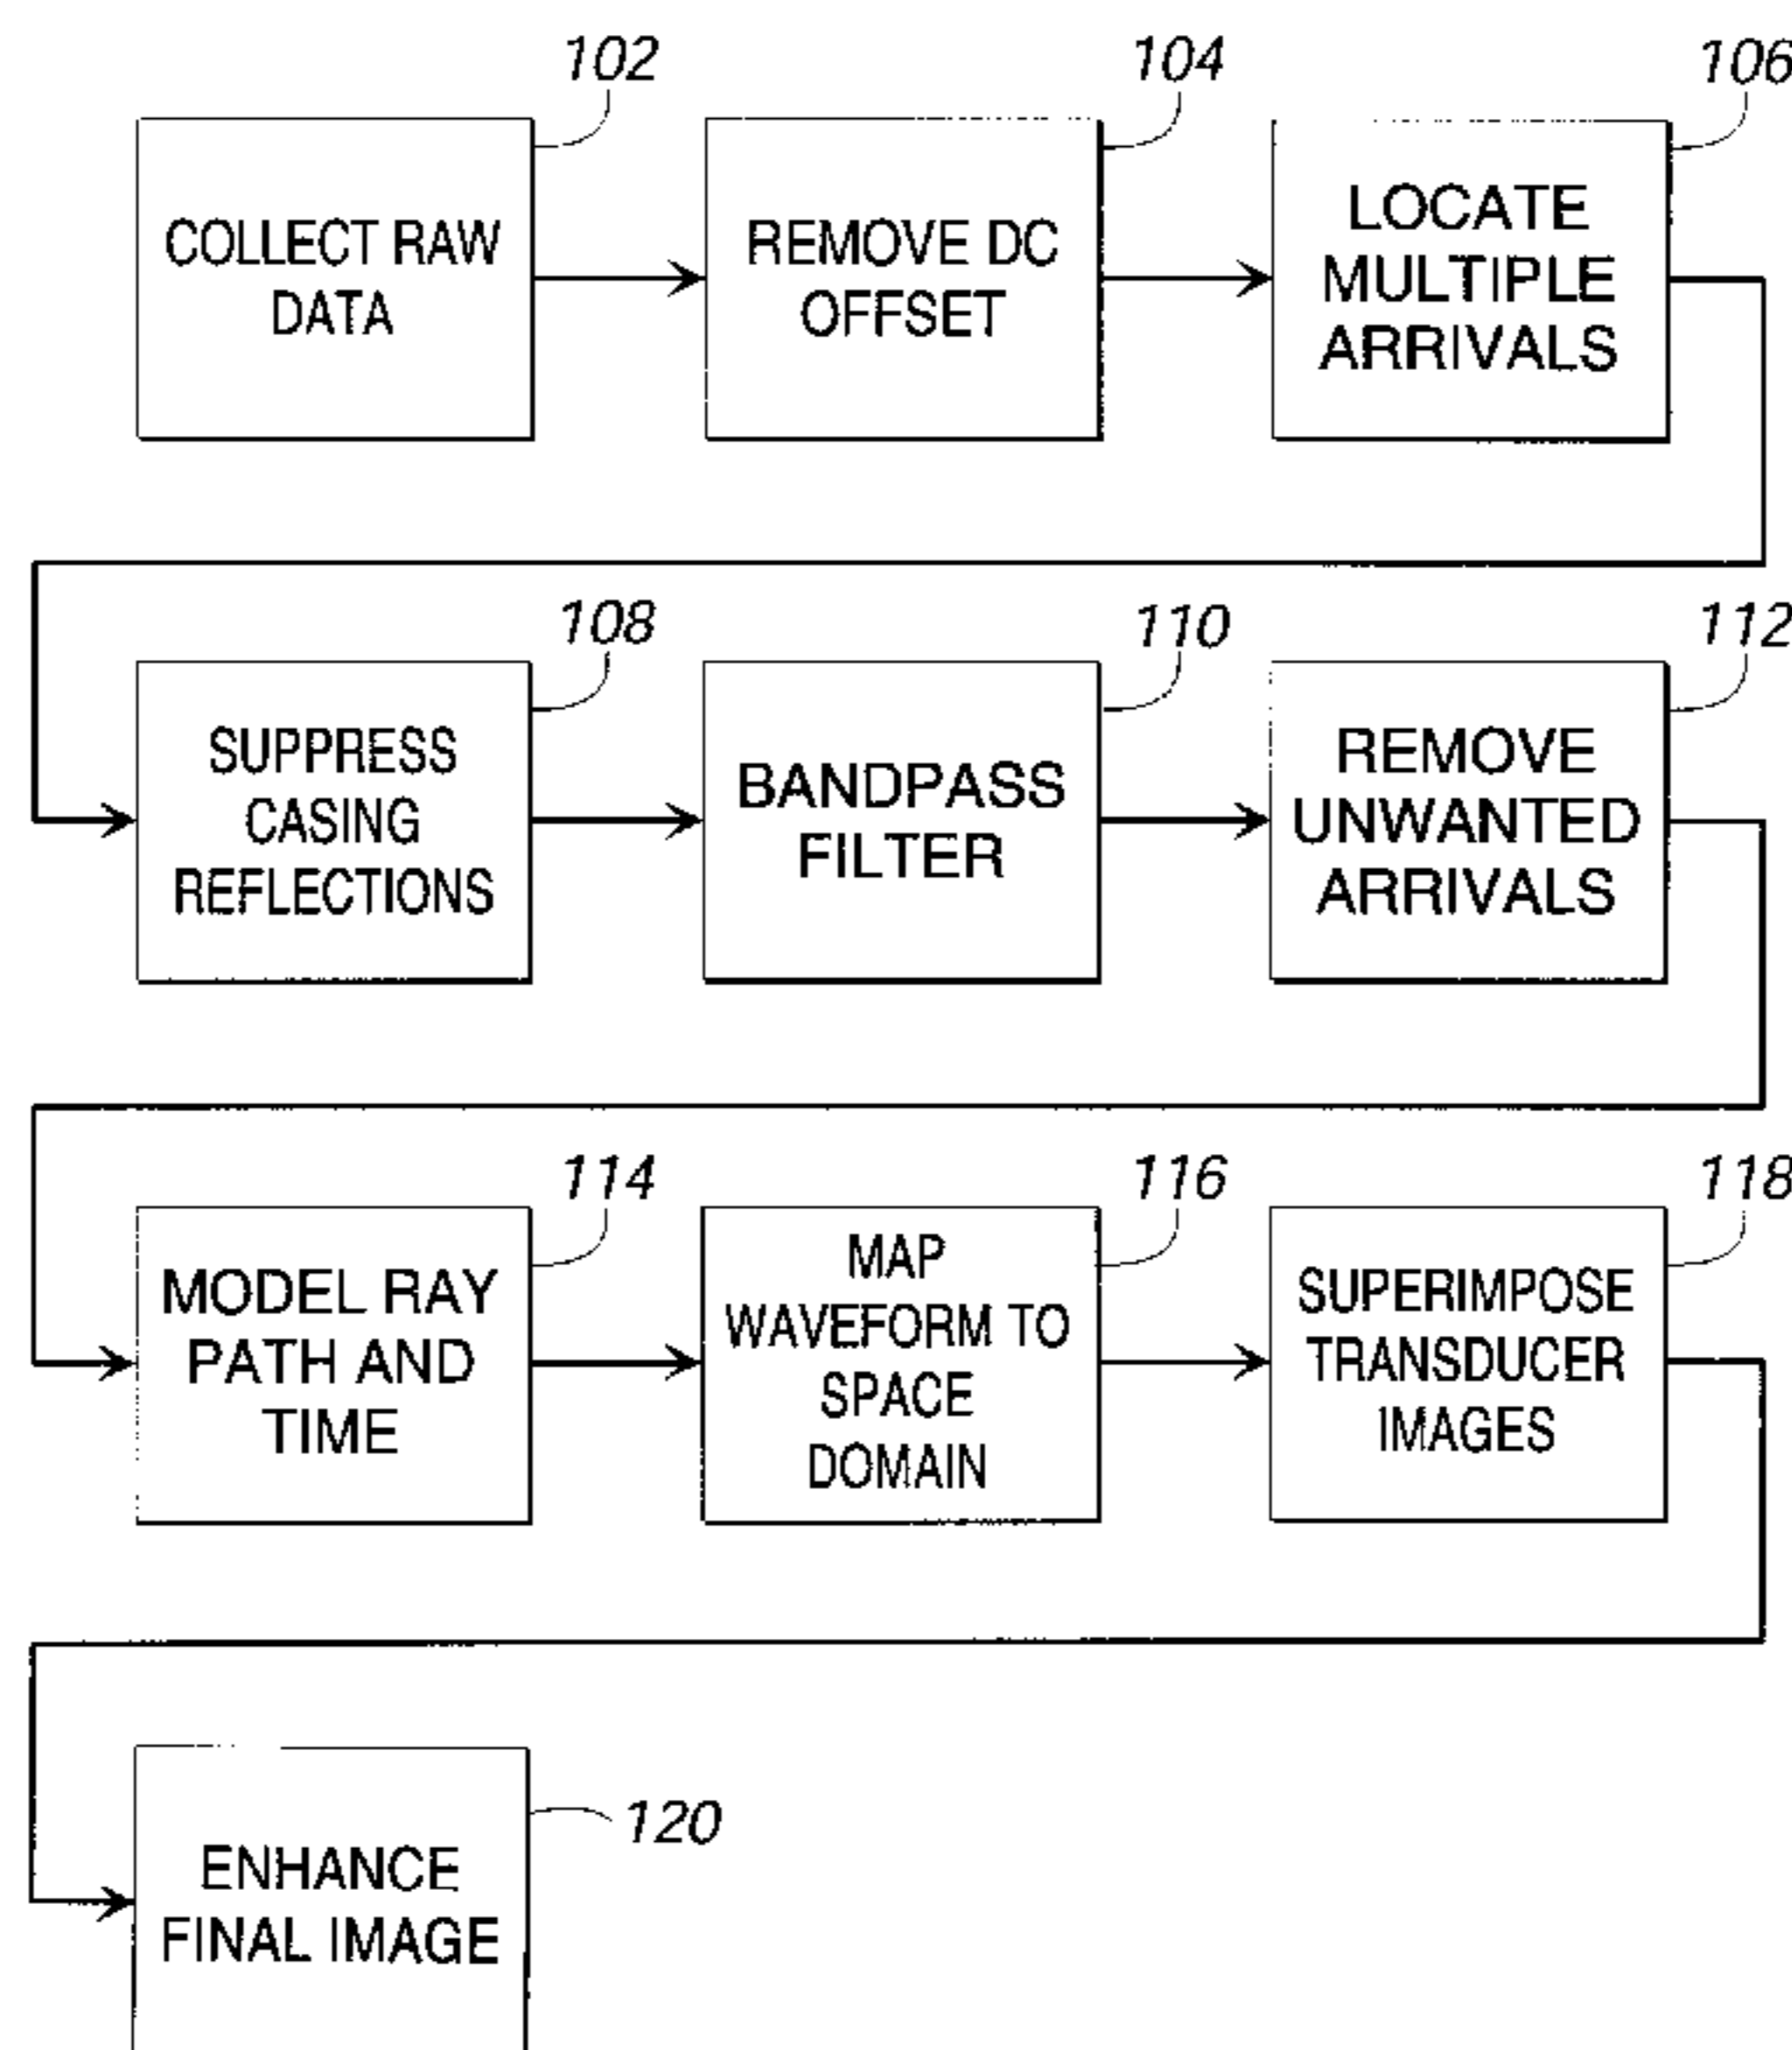 102
COLLECT RAW
DATA
104
REMOVE DC
OFFSET
106
LOCATE
MULTIPLE
ARRIVALS
108
SUPPRESS
CASING
REFLECTIONS
110
BANDPASS
FILTER
112
REMOVE
UNWANTED
ARRIVALS
114
MODEL RAY
PATH AND
TIME
116
MAP
WAVEFORM TO
SPACE
DOMAIN
118
SUPERIMPOSE
TRANSDUCER
IMAGES
120
ENHANCE
FINAL IMAGE